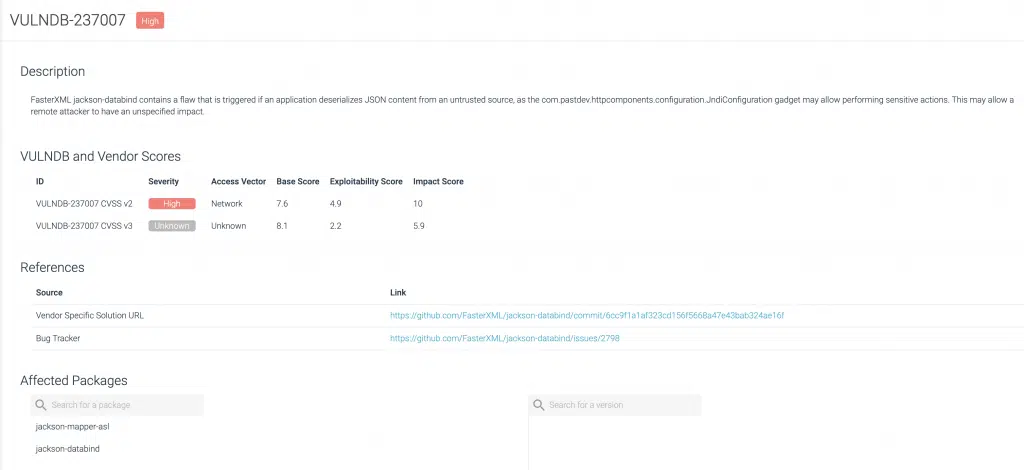 VULNDB-237007 High
Description
FasterXML jackson-databind contains a flaw that is triggered if an application deserializes JSON content from an untrusted source, as the com.pastdev.httpcomponents.configuration.JndiConfiguration gadget may allow performing sensitive actions. This may allow a
remote attacker to have an unspecified impact.
VULNDB and Vendor Scores
ID Severity Access Vector Base Score Exploitability Score Impact Score
VULNDB-237007 CVSS v2 High Network 7.6 4.9 10
VULNDB-237007 CVSS v3 Unknown Unknown 8.1 2.2 5.9
References
Source Link
Vendor Specific Solution URL https://github.com/FasterXML/jackson-databind/commit/6cc9f1a1af323cd156f5668a47e43bab324ae16f
Bug Tracker https://github.com/FasterXML/jackson-databind/issues/2798
Affected Packages
Search for a package Search for a version
jackson-mapper-asl
jackson-databind